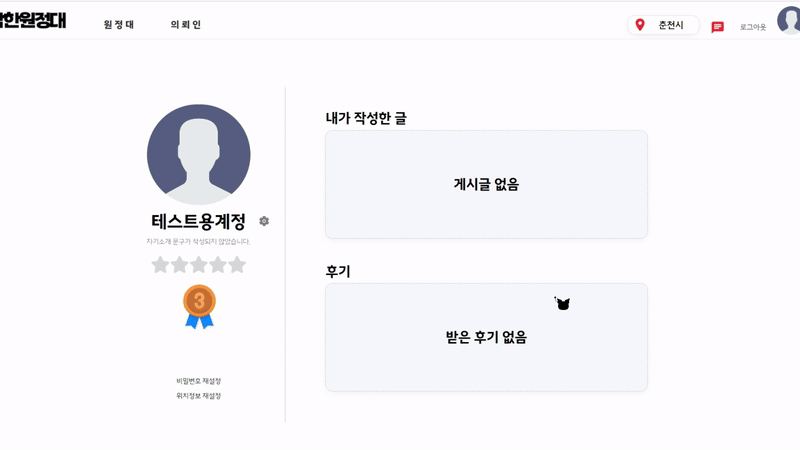 한원정대
원정대
의뢰인
춘천시
로그아웃
테스트용계정
자기소개 문구가 작성되지 않았습니다.
3
비밀번호 재설정
위치정보 재설정
내가 작성한 글
게시글 없음
후기
받은 후기 없음